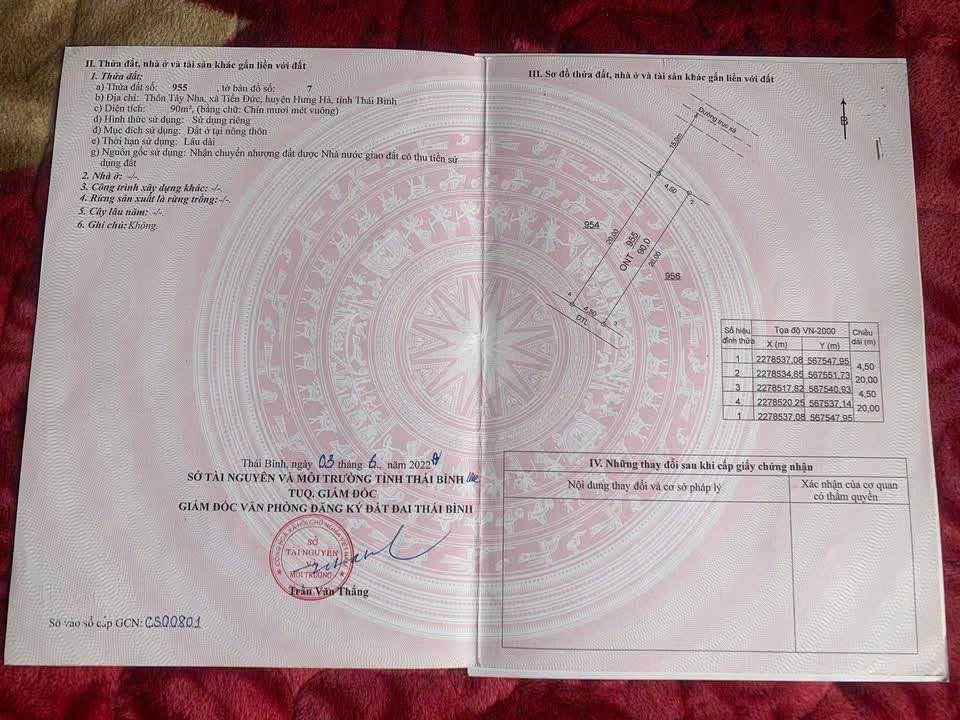 II. Thửa đất, nhà ở và tài sản khác gắn liền với đất
1. Thửa đất:
a) Thửa đất số: 955 , tờ bản đồ số: 7
b) Địa chỉ: Thôn Tây Nha, xã Tiến Đức, huyện Hưng Hà, tỉnh Thái Bình
c) Diện tích: 90m², (bằng chữ: Chín mươi mét vuông)
d) Hình thức sử dụng: Sử dụng riêng
đ) Mục đích sử dụng: Đất ở tại nông thôn
e) Thời hạn sử dụng: Lâu dài
g) Nguồn gốc sử dụng: Nhận chuyển nhượng đất được Nhà nước giao đất có thu tiền sử
dụng đất
2. Nhà ở: -/-.
3. Công trình xây dựng khác: -/-.
4. Rừng sản xuất là rừng trồng:-/-.
5. Cây lâu năm: -/-.
6. Ghi chú: Không.
Thái Bình, ngày 03 tháng 6., năm 2022
SỞ TÀI NGUYÊN VÀ MÔI TRƯỜNG TỈNH THÁI BÌNH
TUQ. GIÁM ĐỐC
GIÁM ĐỐC VĂN PHÒNG ĐĂNG KÝ ĐẤT ĐAI THÁI BÌNH
SỞ
TÀI NGUYÊN
MÔI TRƯỜNG
Trần Văn Thắng
Số vào sổ cấp GCN: CS00801
III. Sơ đồ thửa đất, nhà ở và tài sản khác gắn liền với đất
B
Đường trục xã
15,0m
1
4,50
2
954
20,00
955
ONT 90.0
20,00
956
4
4,50
3
ĐTL
Số hiệu đỉnh thửa Tọa độ VN-2000 Chiều dài (m)
X (m) Y (m)
1 2278537,08 567547,95
4,50
2 2278534,65 567551,73
20,00
3 2278517,82 567540,93
4,50
4 2278520,25 567537,14
20,00
1 2278537,08 567547,95
IV. Những thay đổi sau khi cấp giấy chứng nhận
Nội dung thay đổi và cơ sở pháp lý
Xác nhận của cơ quan
có thẩm quyền